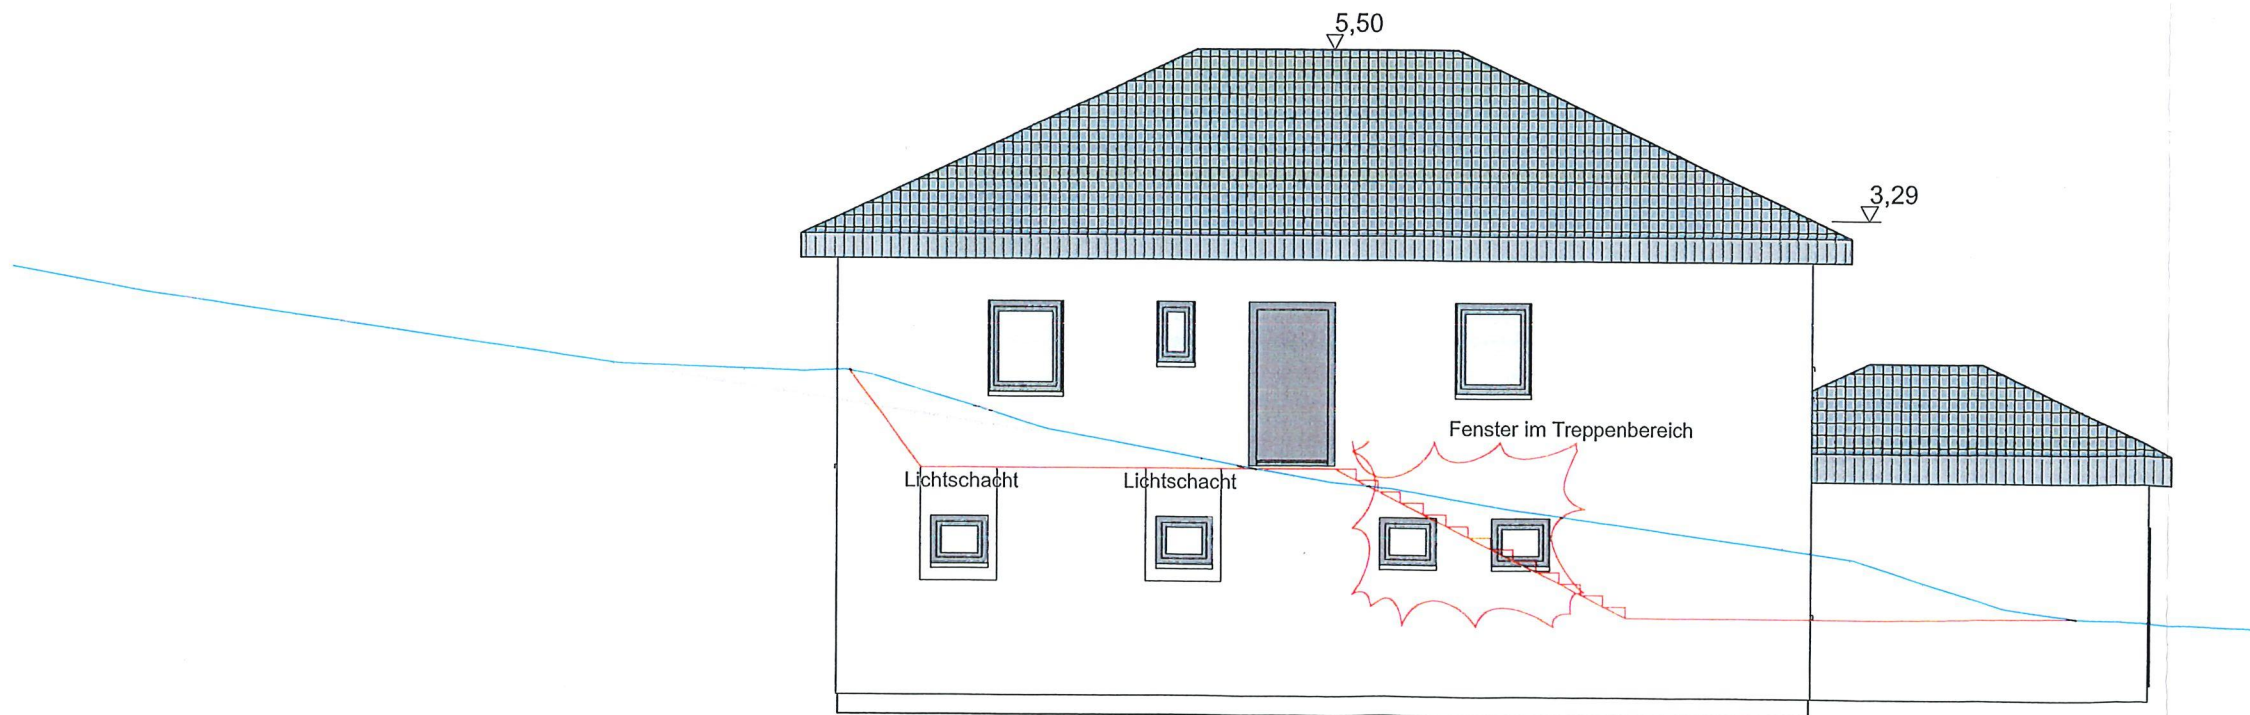 5,50
3,29
Fenster im Treppenbereich
Lichtschacht
Lichtschacht